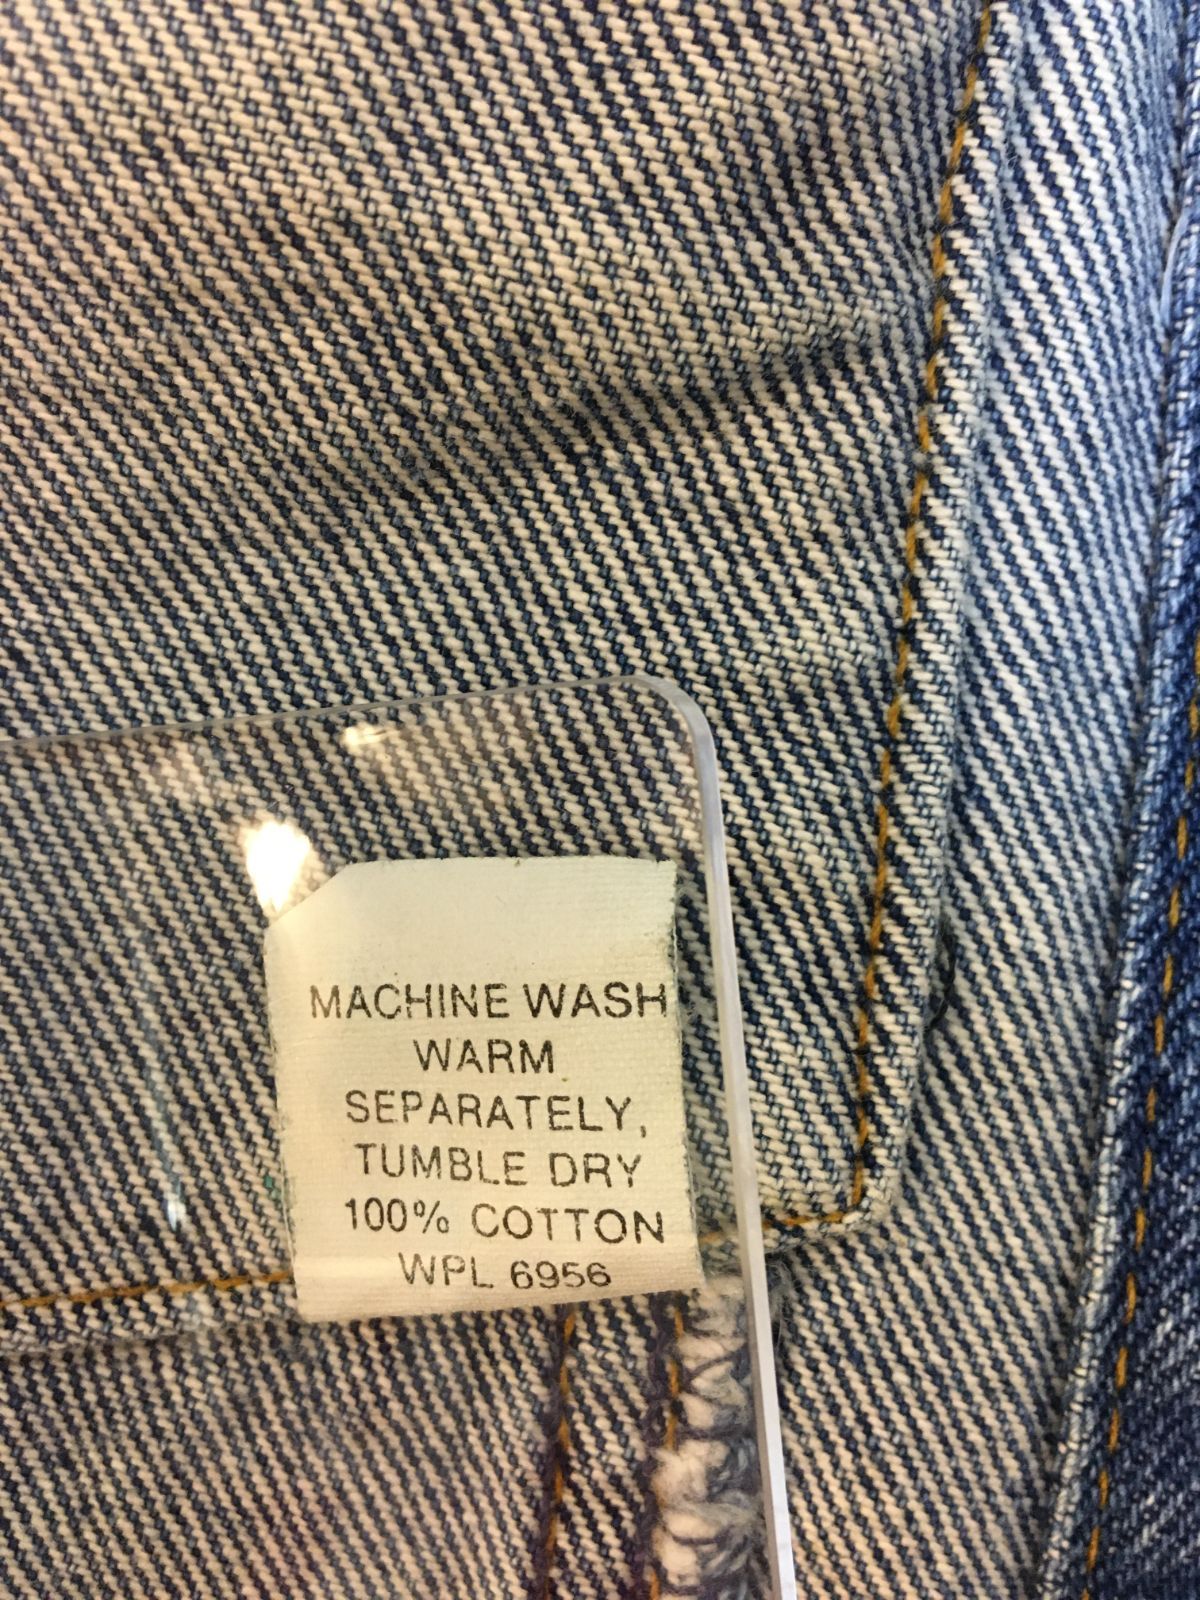 MACHINE WASH
WARM
SEPARATELY,
TUMBLE DRY
100% COTTON
WPL 6956